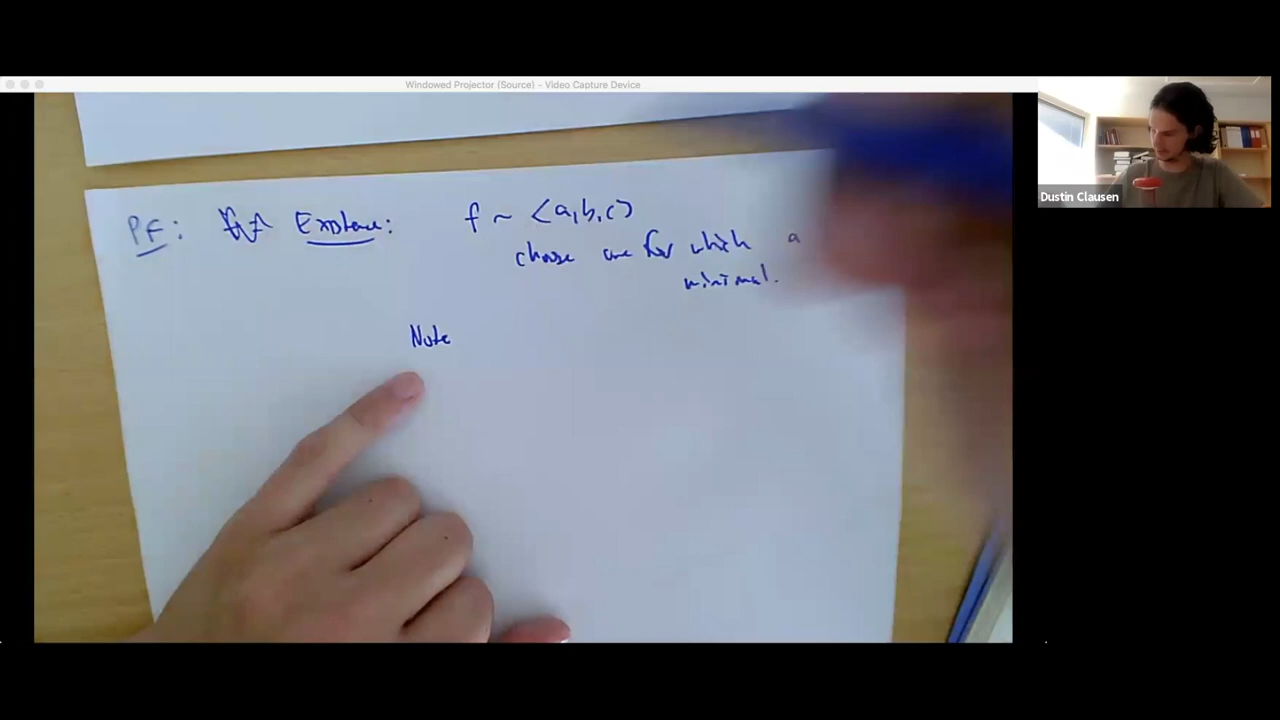 Windowed Projector (Source) - Video Capture Device
Dustin Clausen
Pf: Existence: f ~ <a,b,c>
choose one for which a
minimal.
Note